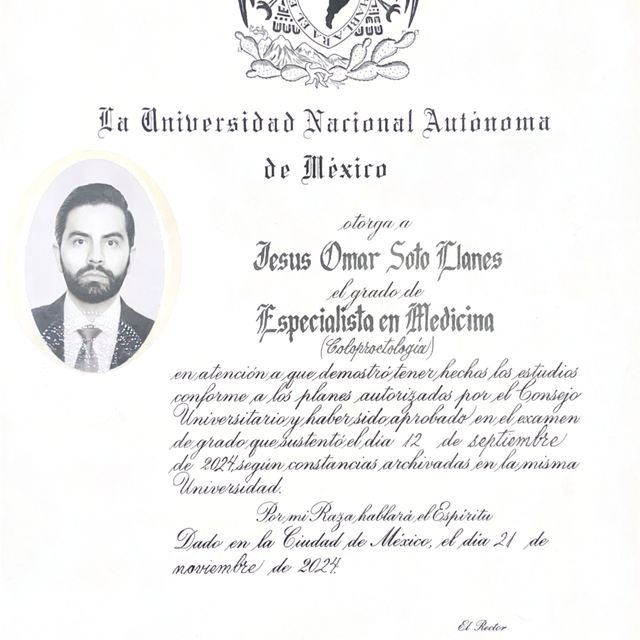 HABLARA EL E
La Universidad Nacional Autónoma
de México
otorga a
Jesus Omar Soto Llanes
el grado de
Especialista en Medicina
(Coloproctología)
en atención a que demostró tener hechos los estudios
conforme a los planes autorizados por el Consejo
Universitario y haber sido aprobado en el examen
de grado que sustentó el día 12 de septiembre
de 2024 según constancias archivadas en la misma
Universidad.
Por mi Raza hablará el Espíritu
Dado en la Ciudad de México, el día 21 de
noviembre de 2024.
El Rector